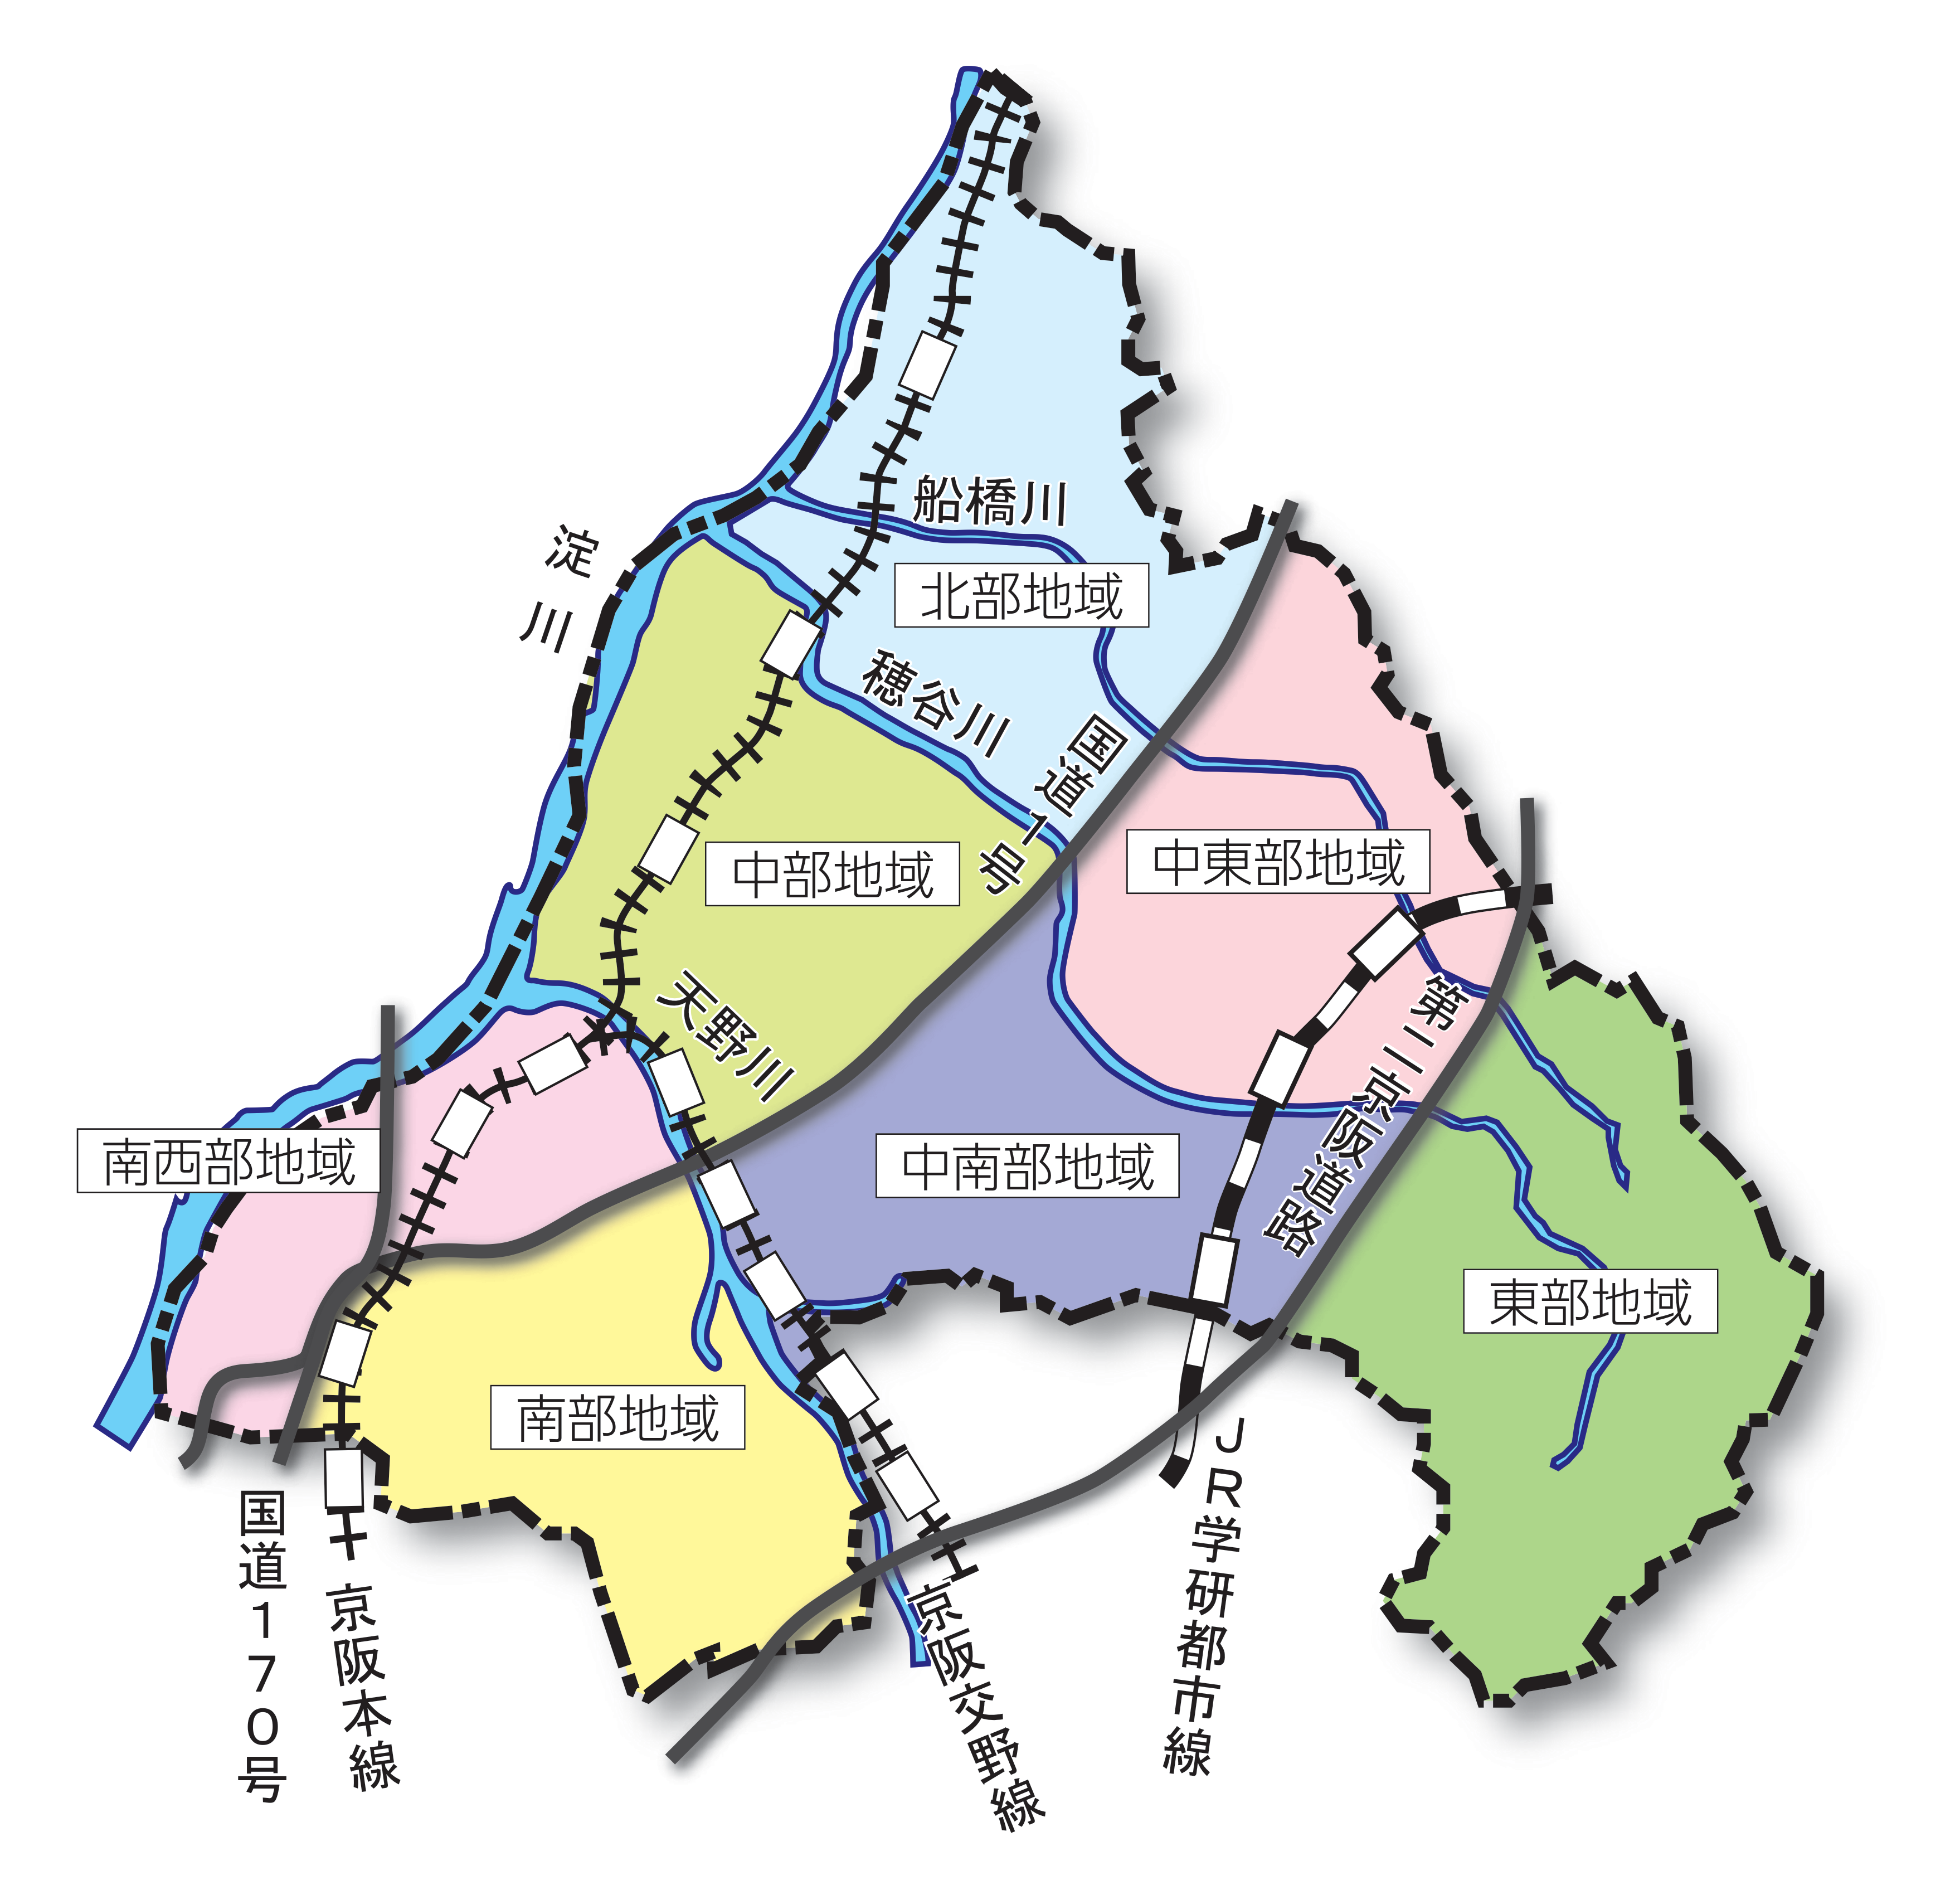 船橋川
淀川
北部地域
穂谷川
国道1号
中東部地域
中部地域
天野川
第二京阪道路
南西部地域
中南部地域
東部地域
南部地域
JR学研都市線
国道170号
京阪本線
京阪交野線